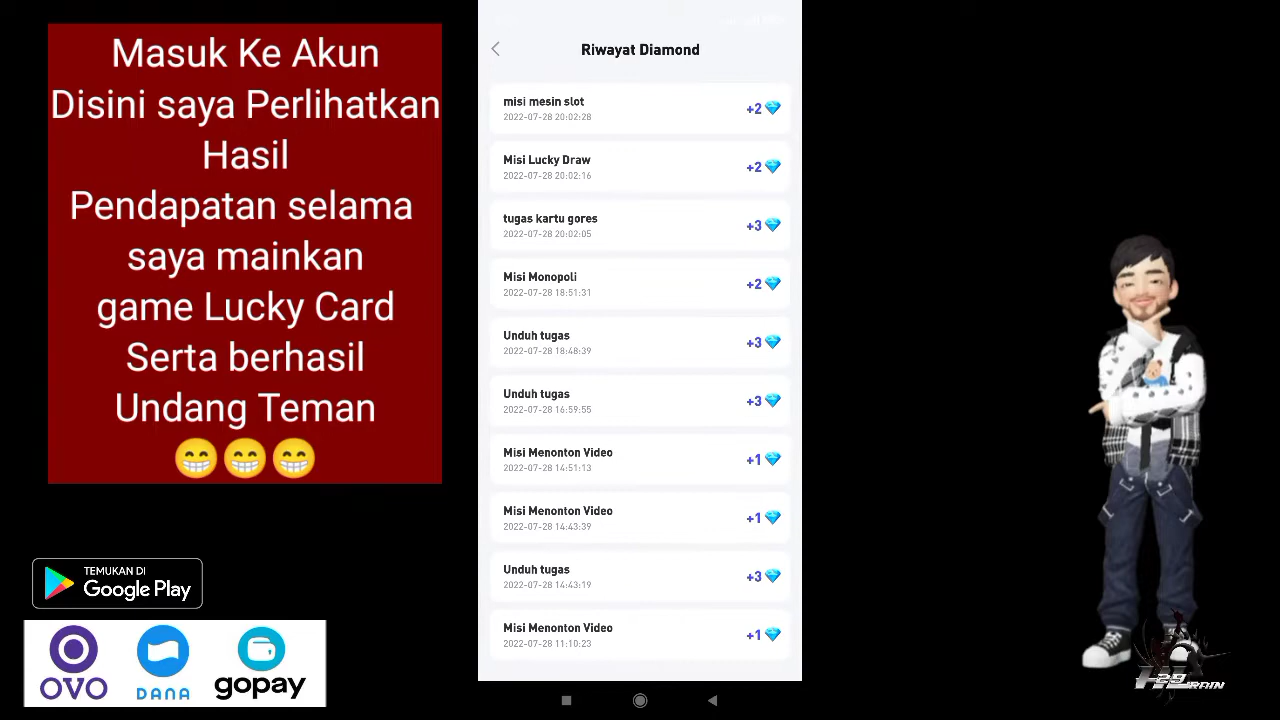 Masuk Ke Akun
Disini saya Perlihatkan
Hasil
Pendapatan selama
saya mainkan
game Lucky Card
Serta berhasil
Undang Teman
😁😁😁
TEMUKAN DI
Google Play
OVO
DANA
gopay
Riwayat Diamond
misi mesin slot
2022-07-28 20:02:28
+2
Misi Lucky Draw
2022-07-28 20:02:16
+2
tugas kartu gores
2022-07-28 20:02:05
+3
Misi Monopoli
2022-07-28 18:51:31
+2
Unduh tugas
2022-07-28 18:48:39
+3
Unduh tugas
2022-07-28 16:59:55
+3
Misi Menonton Video
2022-07-28 14:51:13
+1
Misi Menonton Video
2022-07-28 14:43:39
+1
Unduh tugas
2022-07-28 14:43:19
+3
Misi Menonton Video
2022-07-28 11:10:23
+1